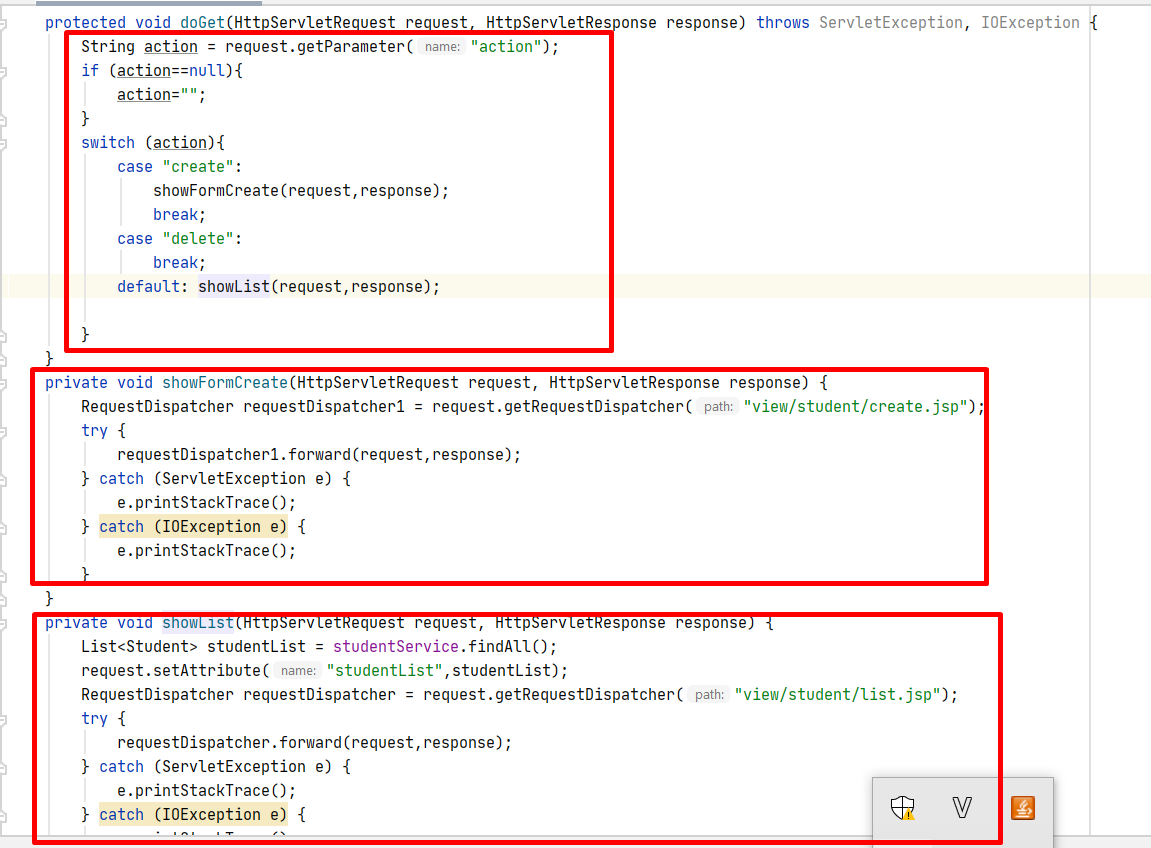 protected void doGet(HttpServletRequest request, HttpServletResponse response) throws ServletException, IOException {
String action = request.getParameter( name: "action");
if (action==null){
action="";
}
switch (action){
case "create":
showFormCreate(request,response);
break;
case "delete":
break;
default: showList(request,response);
}
}
private void showFormCreate(HttpServletRequest request, HttpServletResponse response) {
RequestDispatcher requestDispatcher1 = request.getRequestDispatcher( path: "view/student/create.jsp");
try {
requestDispatcher1.forward(request,response);
} catch (ServletException e) {
e.printStackTrace();
} catch (IOException e) {
e.printStackTrace();
}
}
private void showList(HttpServletRequest request, HttpServletResponse response) {
List<Student> studentList = studentService.findAll();
request.setAttribute( name: "studentList",studentList);
RequestDispatcher requestDispatcher = request.getRequestDispatcher( path: "view/student/list.jsp");
try {
requestDispatcher.forward(request,response);
} catch (ServletException e) {
e.printStackTrace();
} catch (IOException e) {